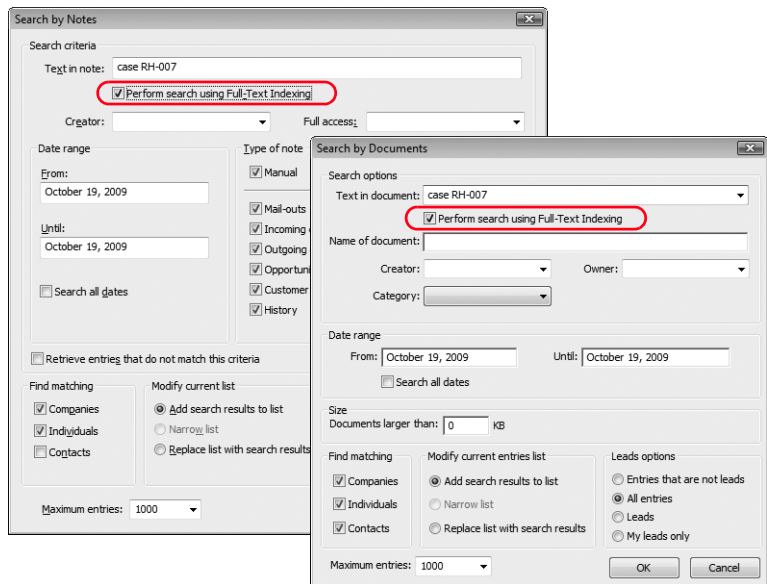 Search by Notes
Search criteria
Text in note: case RH-007
Perform search using Full-Text Indexing
Creator: Full access:
Date range
From:
October 19, 2009
Until:
October 19, 2009
Search all dates
Type of note
Manual
Mail-outs
Incoming
Outgoing
Opportuni
Customer
History
Retrieve entries that do not match this criteria
Find matching
Companies
Individuals
Contacts
Modify current list
Add search results to list
Narrow list
Replace list with search results
Maximum entries: 1000
Search by Documents
Search options
Text in document: case RH-007
Perform search using Full-Text Indexing
Name of document:
Creator: Owner:
Category:
Date range
From: October 19, 2009 Until: October 19, 2009
Search all dates
Size
Documents larger than: 0 KB
Find matching
Companies
Individuals
Contacts
Modify current entries list
Add search results to list
Narrow list
Replace list with search results
Leads options
Entries that are not leads
All entries
Leads
My leads only
Maximum entries: 1000
OK Cancel